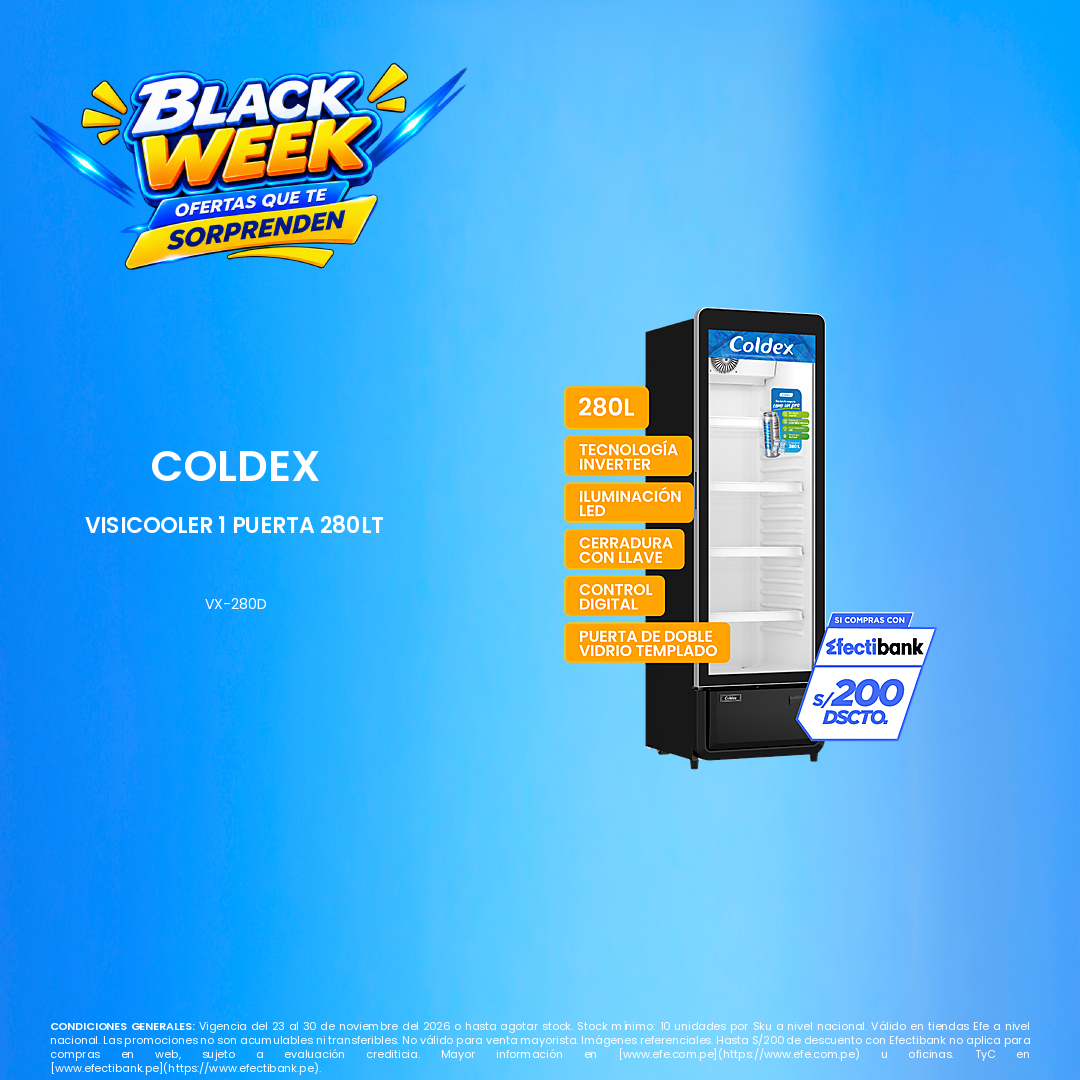 BLACK
WEEK
OFERTAS QUE TE
SORPRENDEN
Coldex
280L
TECNOLOGÍA
INVERTER
ILUMINACIÓN
LED
CERRADURA
CON LLAVE
CONTROL
DIGITAL
PUERTA DE DOBLE
VIDRIO TEMPLADO
COLDEX
VISICOOLER 1 PUERTA 280LT
VX-280D
SI COMPRAS CON
Efectibank
S/200
DSCTO.
Coldex
CONDICIONES GENERALES: Vigencia del 23 al 30 de noviembre del 2026 o hasta agotar stock. Stock mínimo: 10 unidades por Sku a nivel nacional. Válido en tiendas Efe a nivel
nacional. Las promociones no son acumulables ni transferibles. No válido para venta mayorista. Imágenes referenciales. Hasta S/200 de descuento con Efectibank no aplica para
compras en web, sujeto a evaluación crediticia. Mayor información en [www.efe.com.pe](https://www.efe.com.pe) u oficinas. TyC en
[www.efectibank.pe](https://www.efectibank.pe).